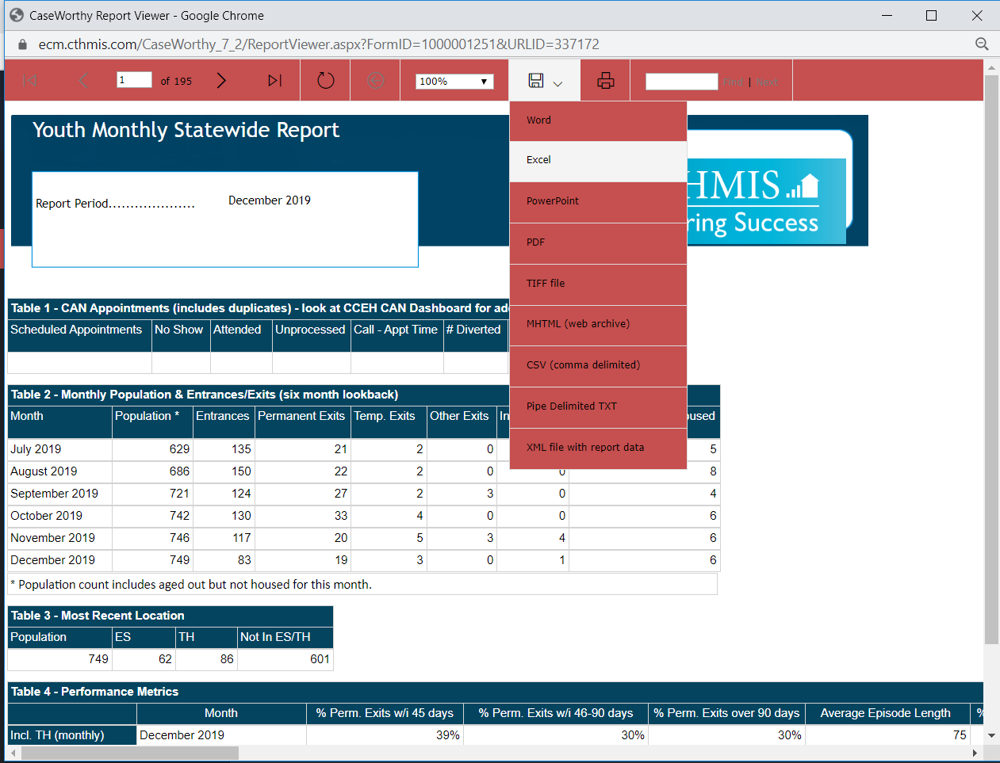 CaseWorthy Report Viewer - Google Chrome
ecm.cthmis.com/CaseWorthy_7_2/ReportViewer.aspx?FormID=1000001251&URLID=337172
1 of 195 100% Find | Next
Word
Excel
PowerPoint
PDF
TIFF file
MHTML (web archive)
CSV (comma delimited)
Pipe Delimited TXT
XML file with report data
Youth Monthly Statewide Report
HMIS
ring Success
Report Period.................... December 2019
Table 1 - CAN Appointments (includes duplicates) - look at CCEH CAN Dashboard for ad
Scheduled Appointments No Show Attended Unprocessed Call - Appt Time # Diverted
Table 2 - Monthly Population & Entrances/Exits (six month lookback)
Month Population * Entrances Permanent Exits Temp. Exits Other Exits In used
July 2019 629 135 21 2 0 5
August 2019 686 150 22 2 0 0 8
September 2019 721 124 27 2 3 0 4
October 2019 742 130 33 4 0 0 6
November 2019 746 117 20 5 3 4 6
December 2019 749 83 19 3 0 1 6
* Population count includes aged out but not housed for this month.
Table 3 - Most Recent Location
Population ES TH Not In ES/TH
749 62 86 601
Table 4 - Performance Metrics
Month % Perm. Exits w/i 45 days % Perm. Exits w/i 46-90 days % Perm. Exits over 90 days Average Episode Length %
Incl. TH (monthly) December 2019 39% 30% 30% 75